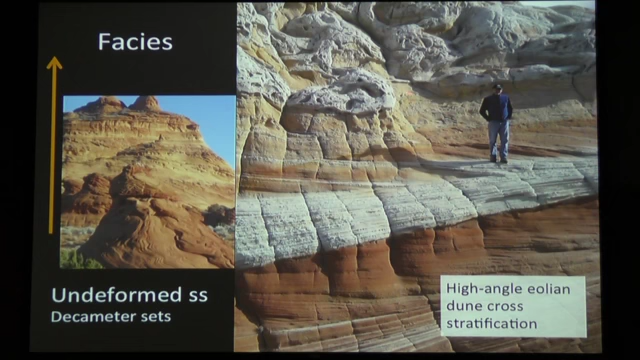 Facies
Undeformed ss
Decameter sets
High-angle eolian
dune cross
stratification